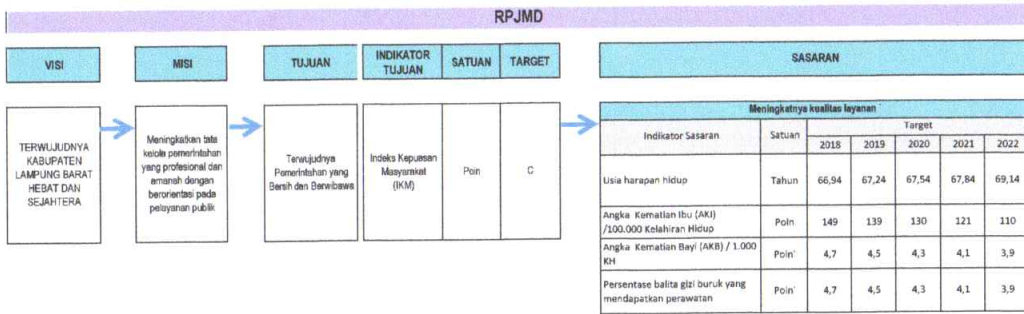 RPJMD
VISI
MISI
TUJUAN
INDIKATOR
TUJUAN
SATUAN
TARGET
SASARAN
TERWUJUDNYA
KABUPATEN
LAMPUNG BARAT
HEBAT DAN
SEJAHTERA
Meningkatkan tata
kelola pemerintahan
yang profesional dan
amanah dengan
berorientasi pada
pelayanan publik
Terwujudnya
Pemerintahan yang
Bersih dan Berwibawa
Indeks Kepuasan
Masyarakat
(IKM)
Poin
C
Meningkatnya kualitas layanan
Indikator Sasaran Satuan Target
2018 2019 2020 2021 2022
Usia harapan hidup Tahun 66,94 67,24 67,54 67,84 69,14
Angka Kematian Ibu (AKI)
/100.000 Kelahiran Hidup Poin 149 139 130 121 110
Angka Kematian Bayi (AKB) / 1.000
KH Poin 4,7 4,5 4,3 4,1 3,9
Persentase balita gizi buruk yang
mendapatkan perawatan Poin 4,7 4,5 4,3 4,1 3,9